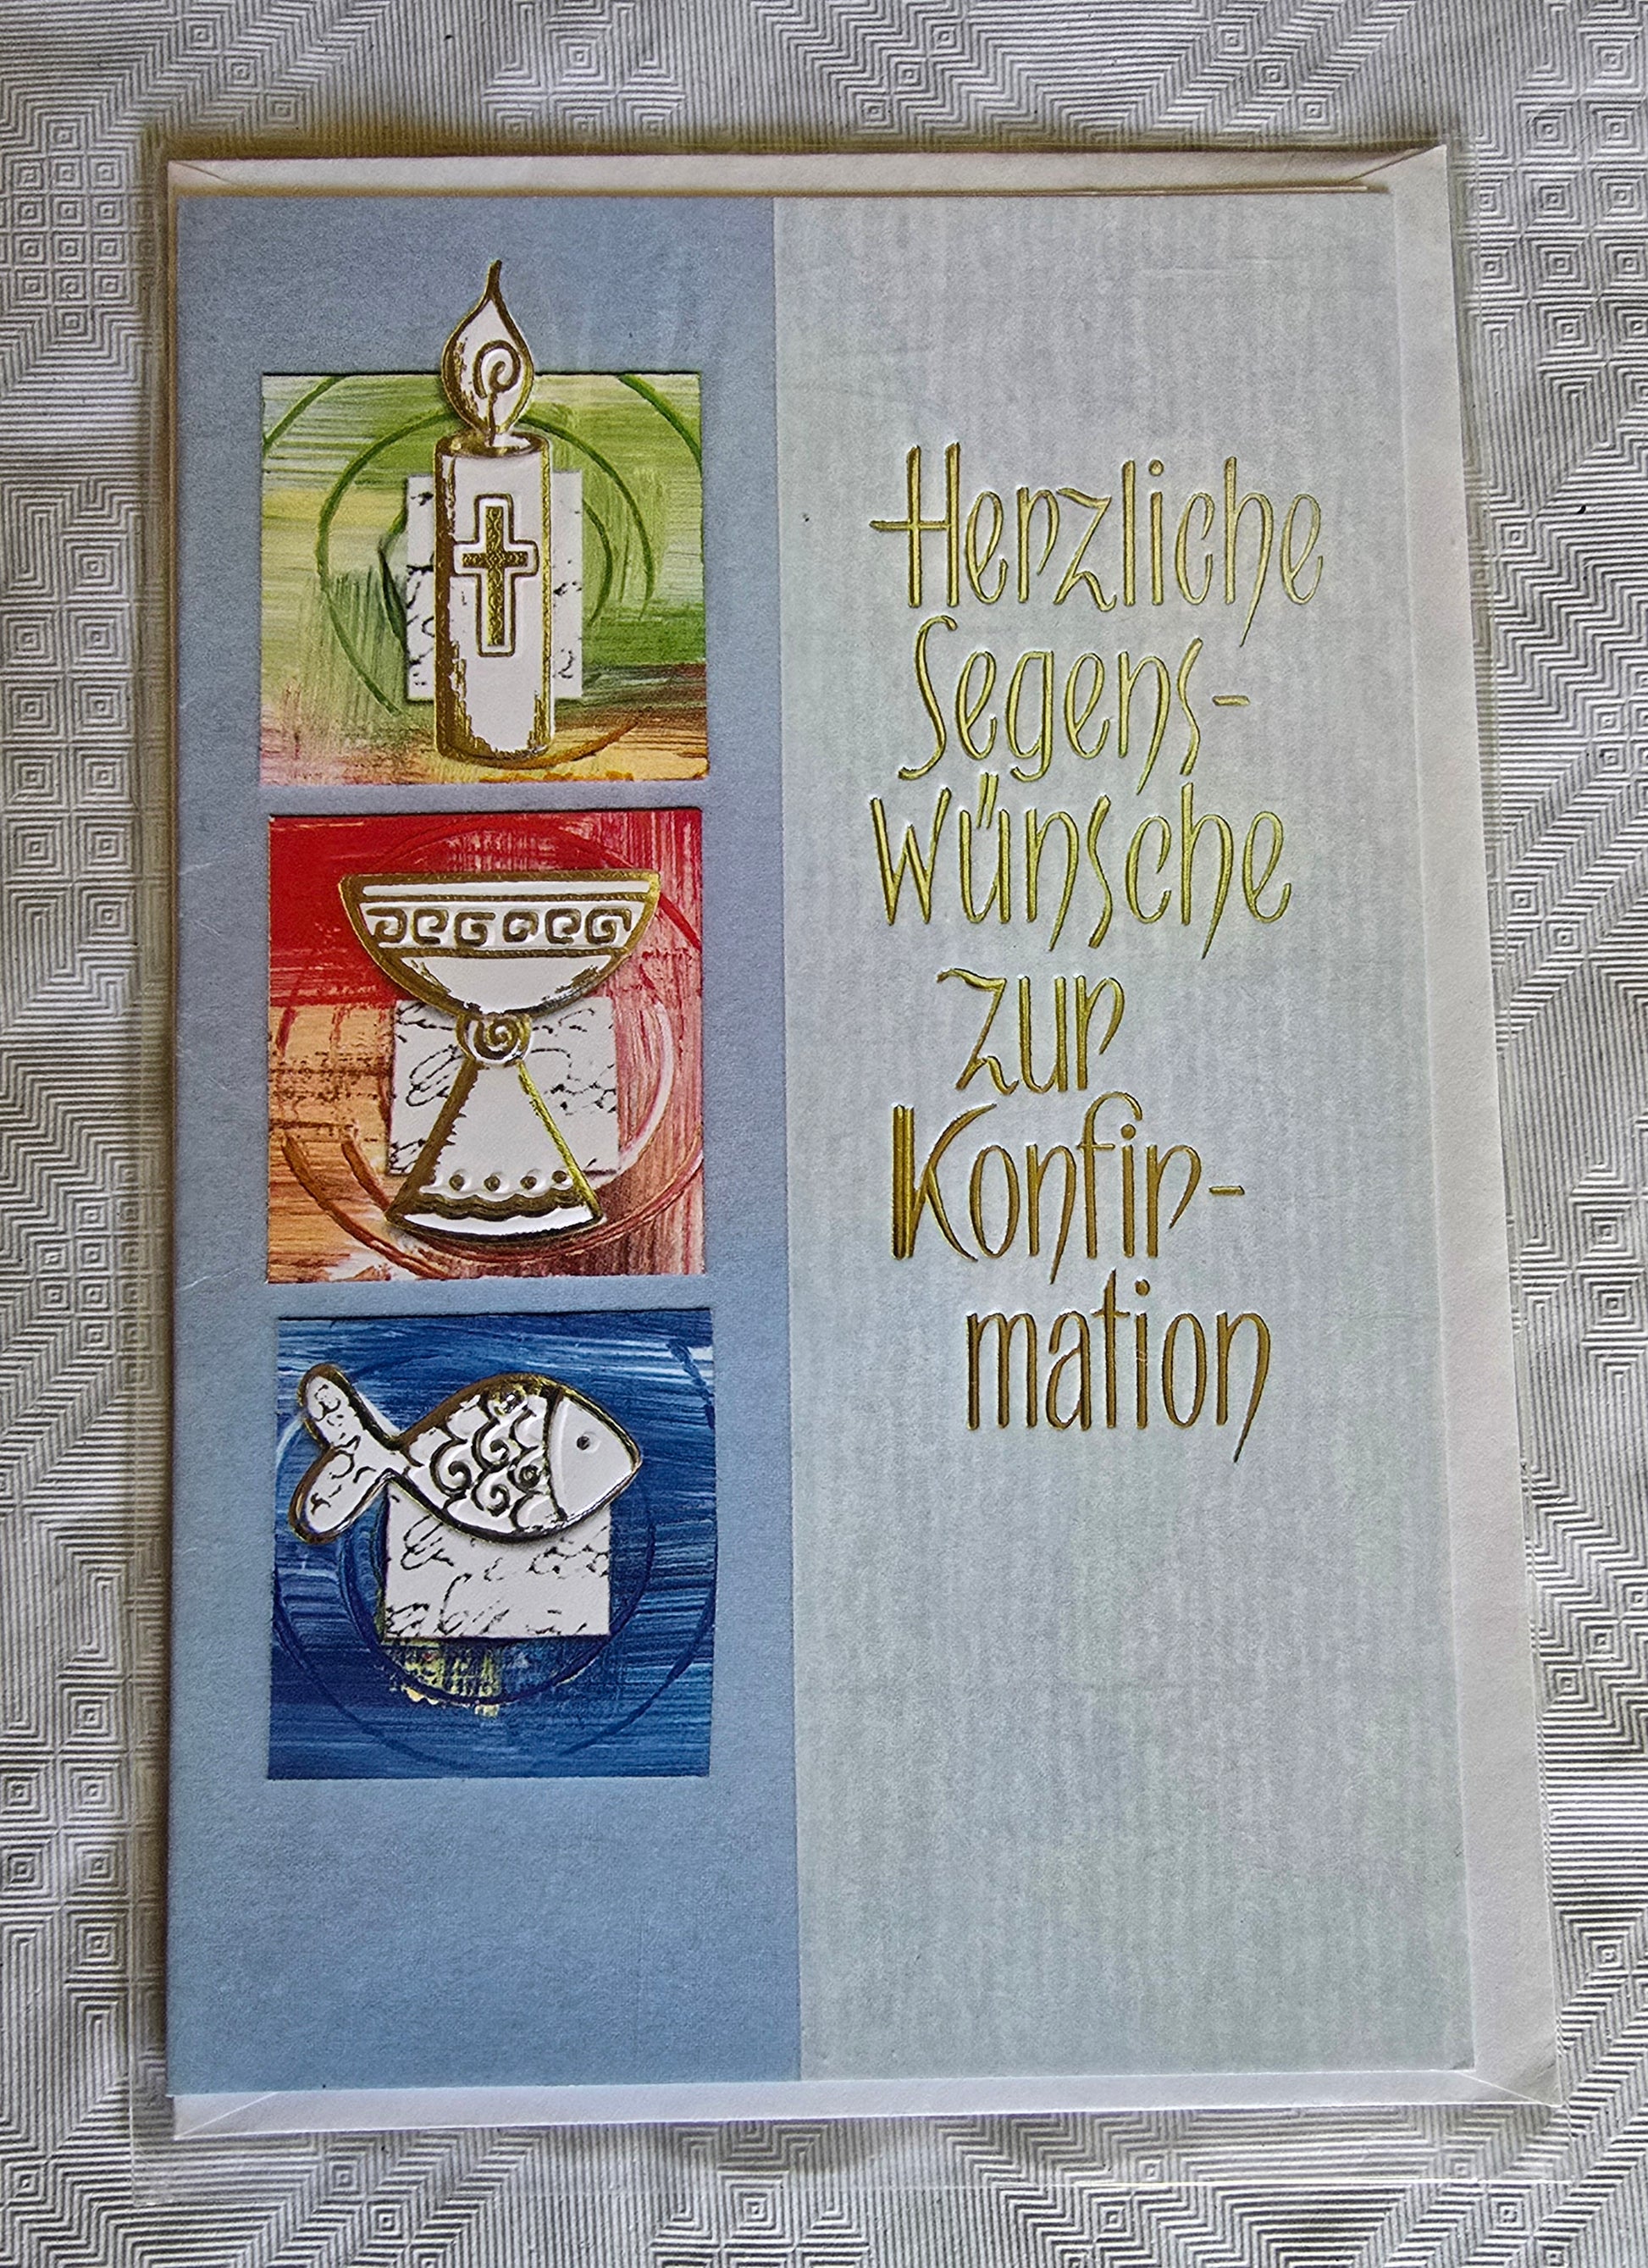 Herzliche
Segens-
wünsche
zur
Konfir-
mation